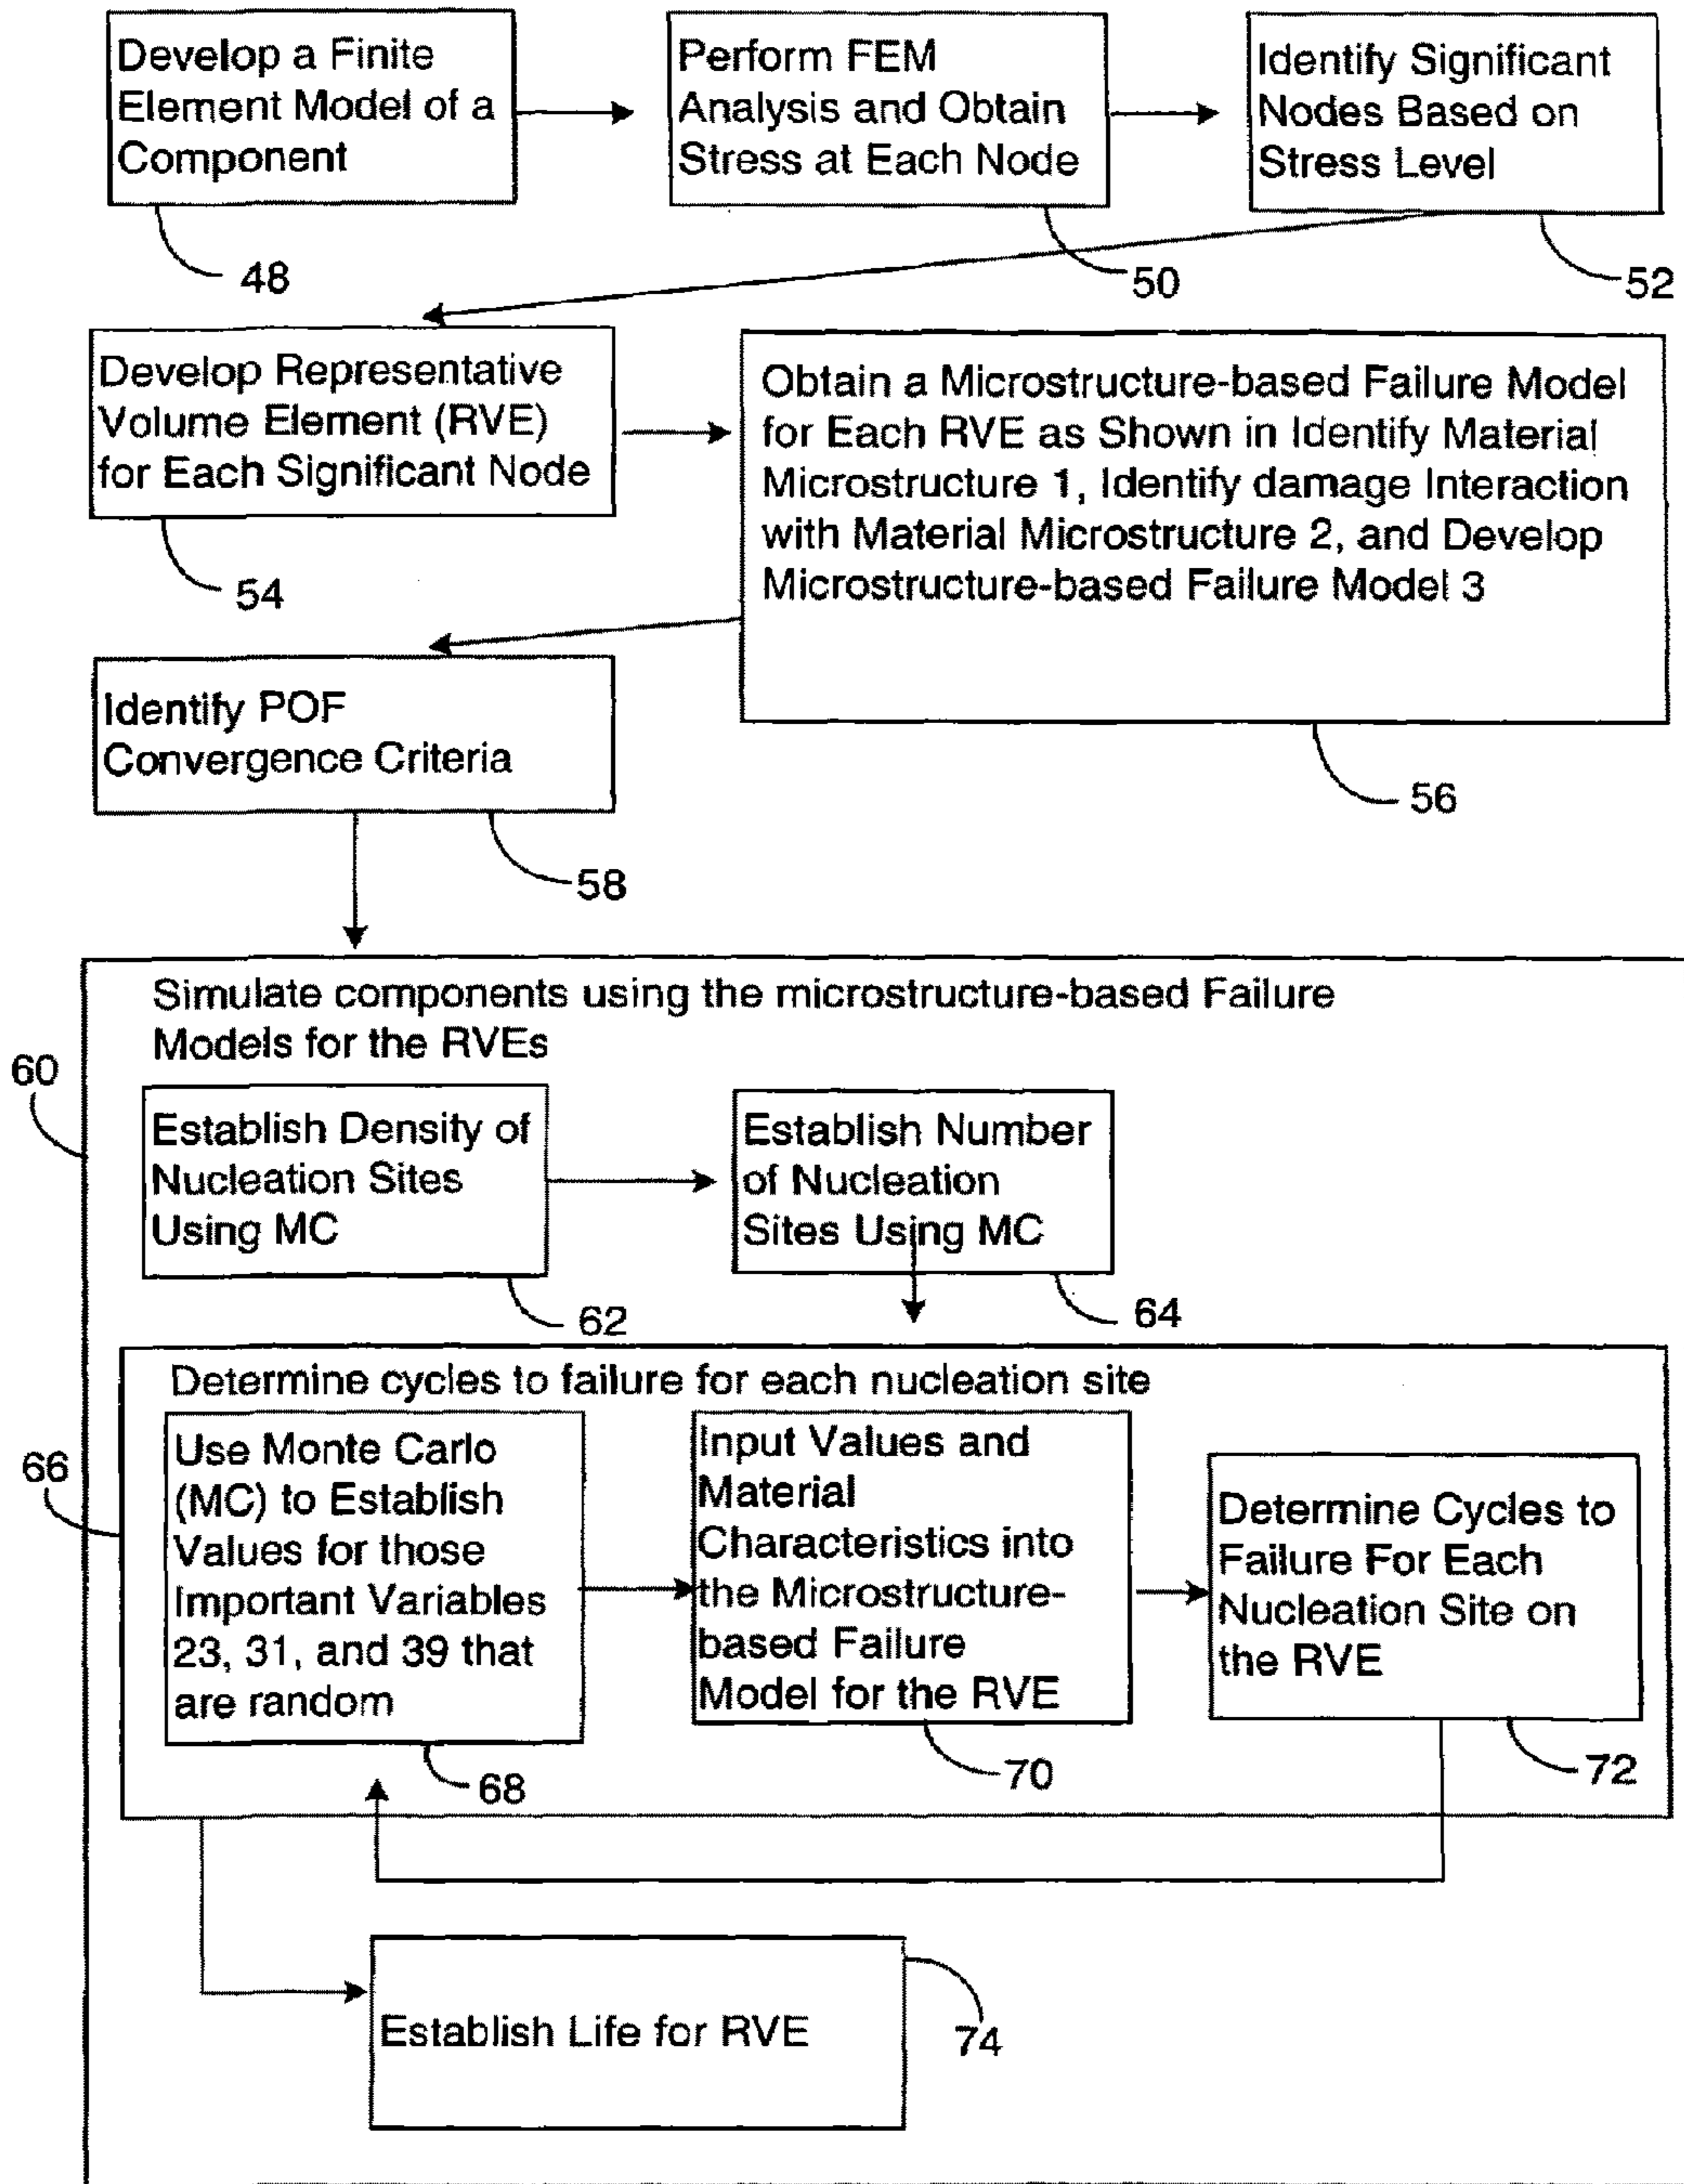 Develop a Finite
Element Model of a
Component
48
Perform FEM
Analysis and Obtain
Stress at Each Node
50
Identify Significant
Nodes Based on
Stress Level
52
Develop Representative
Volume Element (RVE)
for Each Significant Node
54
Obtain a Microstructure-based Failure Model
for Each RVE as Shown in Identify Material
Microstructure 1, Identify damage Interaction
with Material Microstructure 2, and Develop
Microstructure-based Failure Model 3
56
Identify POF
Convergence Criteria
58
60
Simulate components using the microstructure-based Failure
Models for the RVEs
Establish Density of
Nucleation Sites
Using MC
62
Establish Number
of Nucleation
Sites Using MC
64
66
Determine cycles to failure for each nucleation site
Use Monte Carlo
(MC) to Establish
Values for those
Important Variables
23, 31, and 39 that
are random
68
Input Values and
Material
Characteristics into
the Microstructure-
based Failure
Model for the RVE
70
Determine Cycles to
Failure For Each
Nucleation Site on
the RVE
72
Establish Life for RVE
74